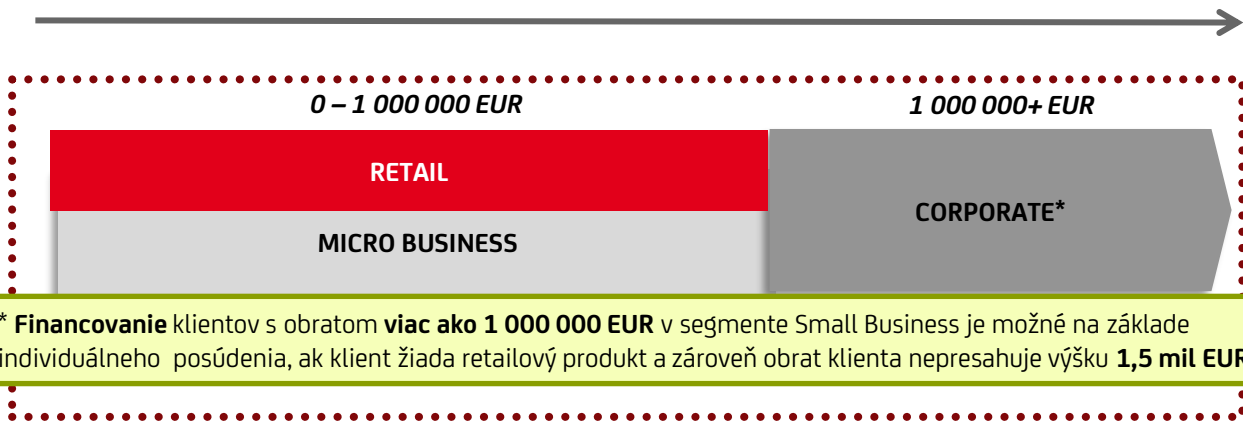 0 – 1 000 000 EUR
1 000 000+ EUR
RETAIL
CORPORATE*
MICRO BUSINESS
* Financovanie klientov s obratom viac ako 1 000 000 EUR v segmente Small Business je možné na základe
individuálneho posúdenia, ak klient žiada retailový produkt a zároveň obrat klienta nepresahuje výšku 1,5 mil EUR